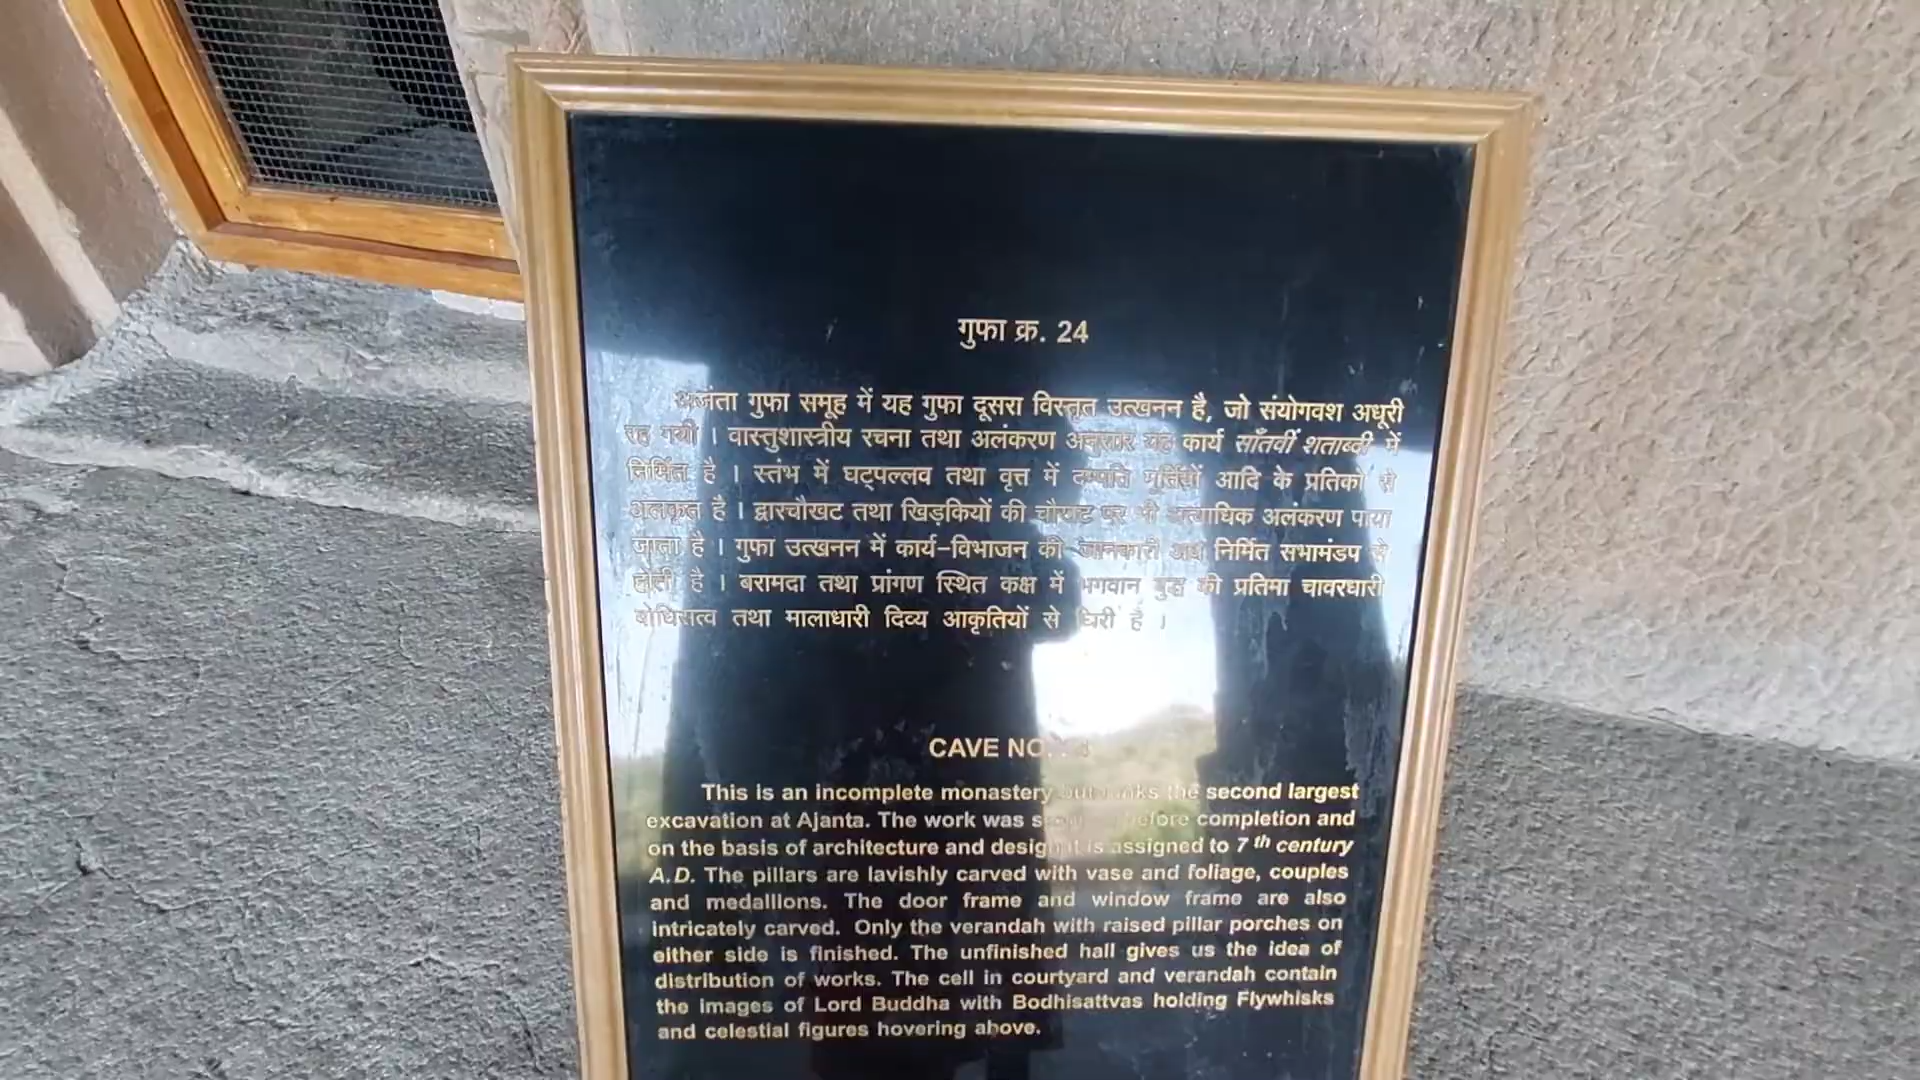 गुफा क्र. 24
अजंता गुफा समूह में यह गुफा दूसरा विस्तृत उत्खनन है, जो संयोगवश अधूरी
रह गयी । वास्तुशास्त्रीय रचना तथा अलंकरण अनुसार यह कार्य साँतवीं शताब्दी में
निर्मित है । स्तंभ में घट्पल्लव तथा वृत्त में दम्पति मूर्तियों आदि के प्रतिको से
अलंकृत है । द्वारचौखट तथा खिड़कियों की चौखट पर भी अत्याधिक अलंकरण पाया
जाता है । गुफा उत्खनन में कार्य-विभाजन की जानकारी निर्मित सभामंडप से
होती है । बरामदा तथा प्रांगण स्थित कक्ष में भगवान बुद्ध की प्रतिमा चावरधारी
बोधिसत्व तथा मालाधारी दिव्य आकृतियों से घिरी है ।
CAVE NO.
This is an incomplete monastery but ranks the second largest
excavation at Ajanta. The work was before completion and
on the basis of architecture and design it is assigned to 7 th century
A.D. The pillars are lavishly carved with vase and foliage, couples
and medallions. The door frame and window frame are also
intricately carved. Only the verandah with raised pillar porches on
either side is finished. The unfinished hall gives us the idea of
distribution of works. The cell in courtyard and verandah contain
the images of Lord Buddha with Bodhisattvas holding Flywhisks
and celestial figures hovering above.